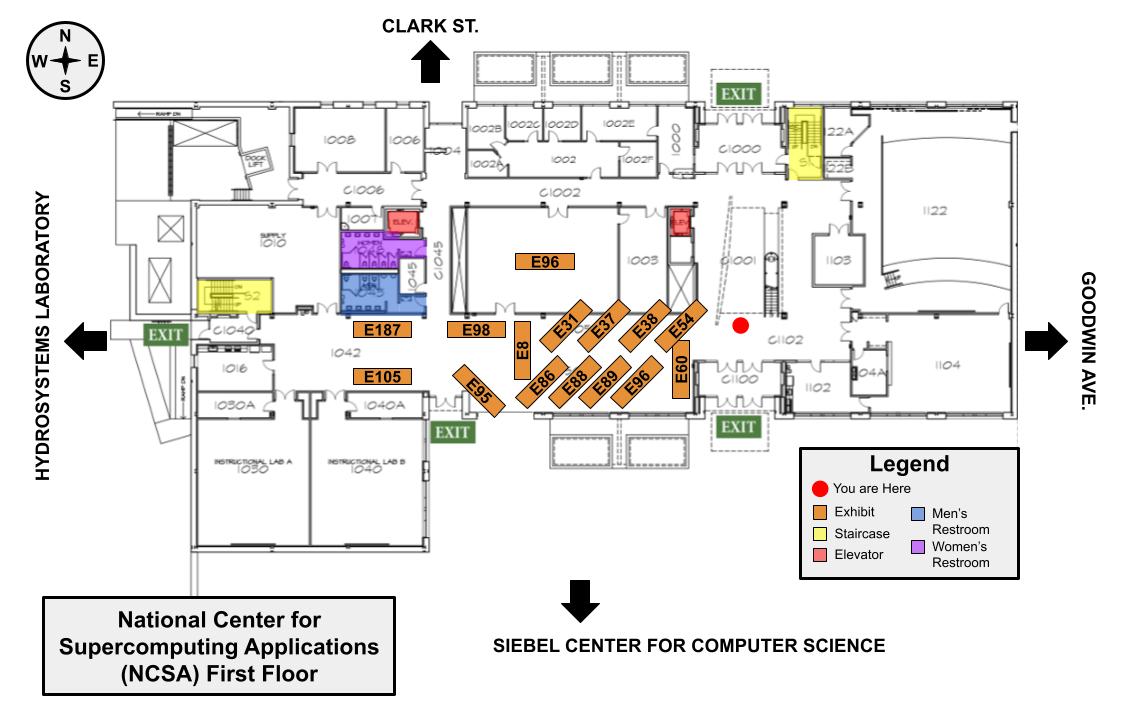 CLARK ST.
N
W
E
S
EXIT
RAMP DN
1008
1006
1004
1002B
1002C
1002D
1002E
1002A
1002
1002F
1000
C1000
122A
122B
DOCK
LIFT
C1006
C1002
1007
ELEV.
SUPPLY
1010
WOMEN
1045
C1045
E96
1003
C1001
1103
1122
HYDROSYSTEMS LABORATORY
GOODWIN AVE.
S2
C1040
EXIT
E187
E98
E8
E31
E37
E38
E54
C1102
1042
1016
E105
E95
E86
E88
E89
E96
E60
C1100
1102
104A
1104
1030A
1040A
RAMP DN
EXIT
EXIT
INSTRUCTIONAL LAB A
1030
INSTRUCTIONAL LAB B
1040
Legend
You are Here
Exhibit
Staircase
Elevator
Men's
Restroom
Women's
Restroom
National Center for
Supercomputing Applications
(NCSA) First Floor
SIEBEL CENTER FOR COMPUTER SCIENCE